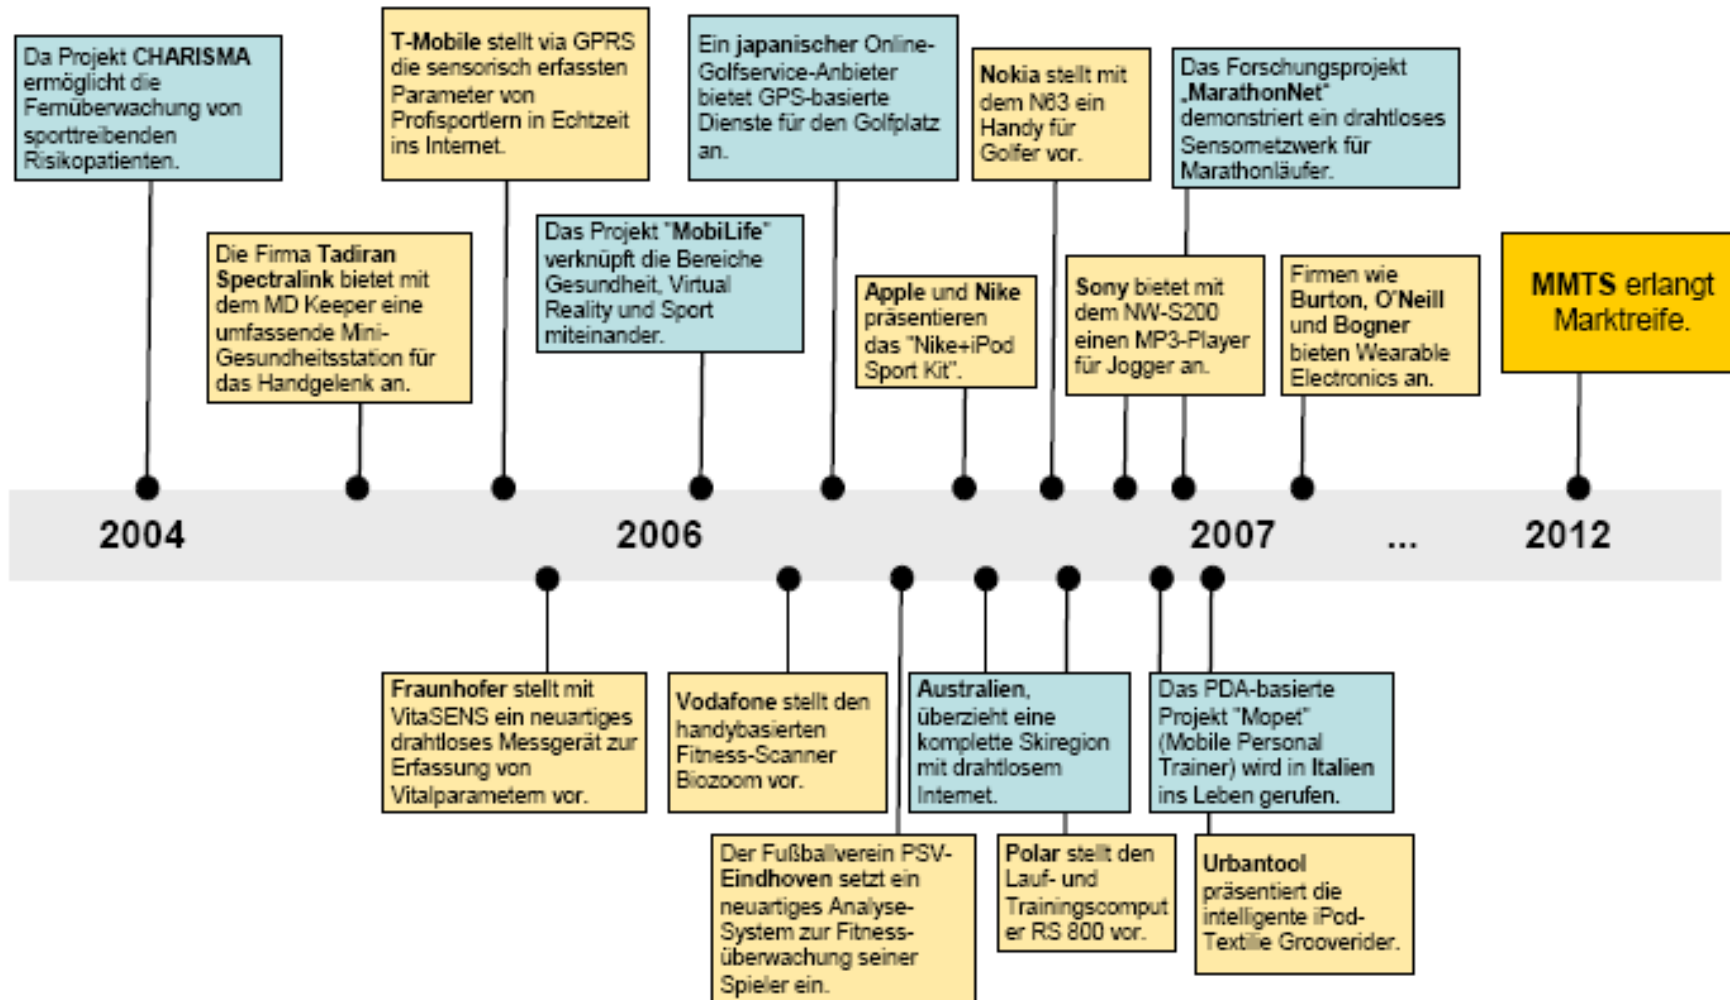 Da Projekt CHARISMA
ermöglicht die
Fernüberwachung von
sporttreibenden
Risikopatienten.
T-Mobile stellt via GPRS
die sensorisch erfassten
Parameter von
Profisportlern in Echtzeit
ins Internet.
Ein japanischer Online-
Golfservice-Anbieter
bietet GPS-basierte
Dienste für den Golfplatz
an.
Nokia stellt mit
dem N63 ein
Handy für
Golfer vor.
Das Forschungsprojekt
„MarathonNet“
demonstriert ein drahtloses
Sensornetzwerk für
Marathonläufer.
Die Firma Tadiran
Spectralink bietet mit
dem MD Keeper eine
umfassende Mini-
Gesundheitsstation für
das Handgelenk an.
Das Projekt "MobiLife"
verknüpft die Bereiche
Gesundheit, Virtual
Reality und Sport
miteinander.
Apple und Nike
präsentieren
das "Nike+iPod
Sport Kit".
Sony bietet mit
dem NW-S200
einen MP3-Player
für Jogger an.
Firmen wie
Burton, O'Neill
und Bogner
bieten Wearable
Electronics an.
MMTS erlangt
Marktreife.
2004
2006
2007
...
2012
Fraunhofer stellt mit
VitaSENS ein neuartiges
drahtloses Messgerät zur
Erfassung von
Vitalparametern vor.
Vodafone stellt den
handybasierten
Fitness-Scanner
Biozoom vor.
Australien,
überzieht eine
komplette Skiregion
mit drahtlosem
Internet.
Das PDA-basierte
Projekt "Mopet"
(Mobile Personal
Trainer) wird in Italien
ins Leben gerufen.
Der Fußballverein PSV-
Eindhoven setzt ein
neuartiges Analyse-
System zur Fitness-
überwachung seiner
Spieler ein.
Polar stellt den
Lauf- und
Trainingscomput
er RS 800 vor.
Urbantool
präsentiert die
intelligente iPod-
Textilie Grooverider.